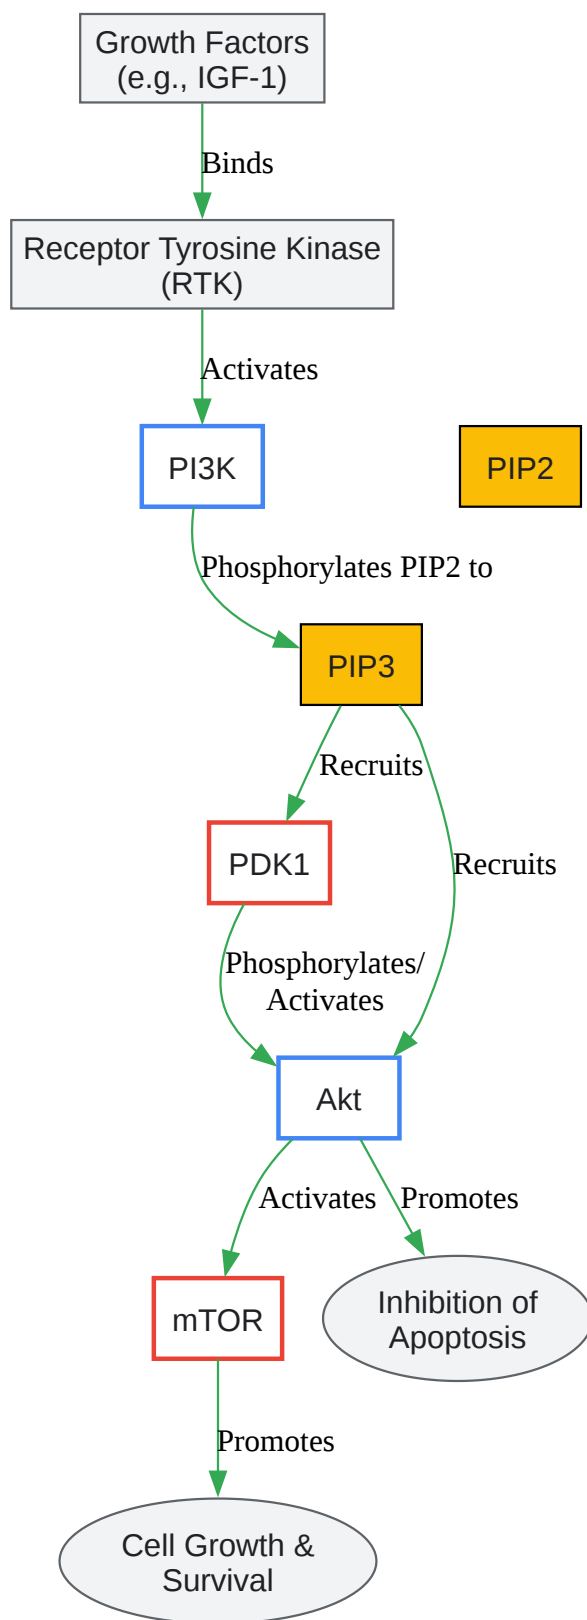 Growth Factors
(e.g., IGF-1)
Binds
Receptor Tyrosine Kinase
(RTK)
Activates
PI3K
PIP2
Phosphorylates PIP2 to
PIP3
Recruits
PDK1
Recruits
Phosphorylates/
Activates
Akt
Activates
Promotes
mTOR
Inhibition of
Apoptosis
Promotes
Cell Growth &
Survival